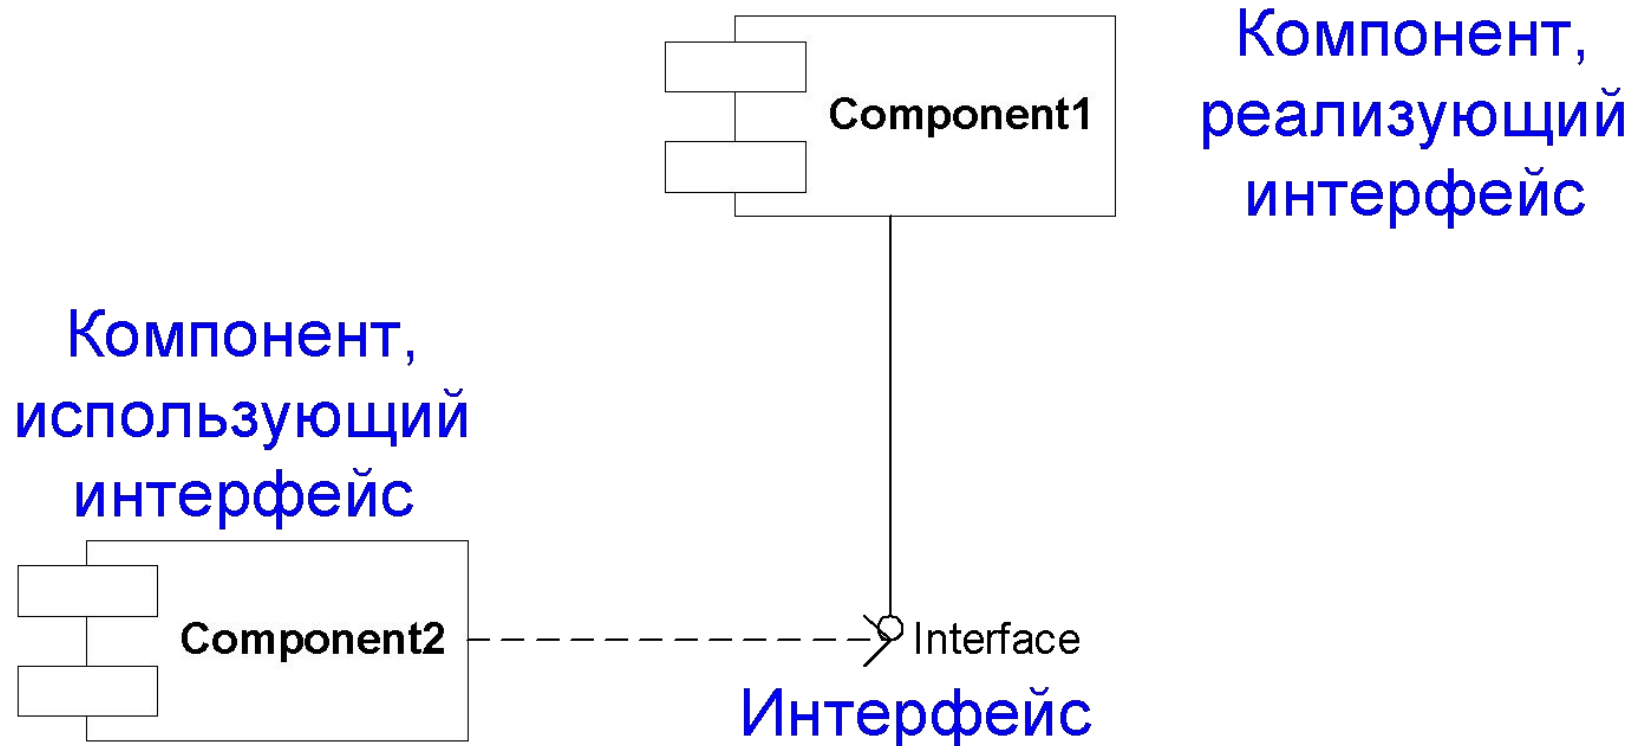 Компонент,
реализующий
интерфейс
Component1
Компонент,
использующий
интерфейс
Component2
Interface
Интерфейс